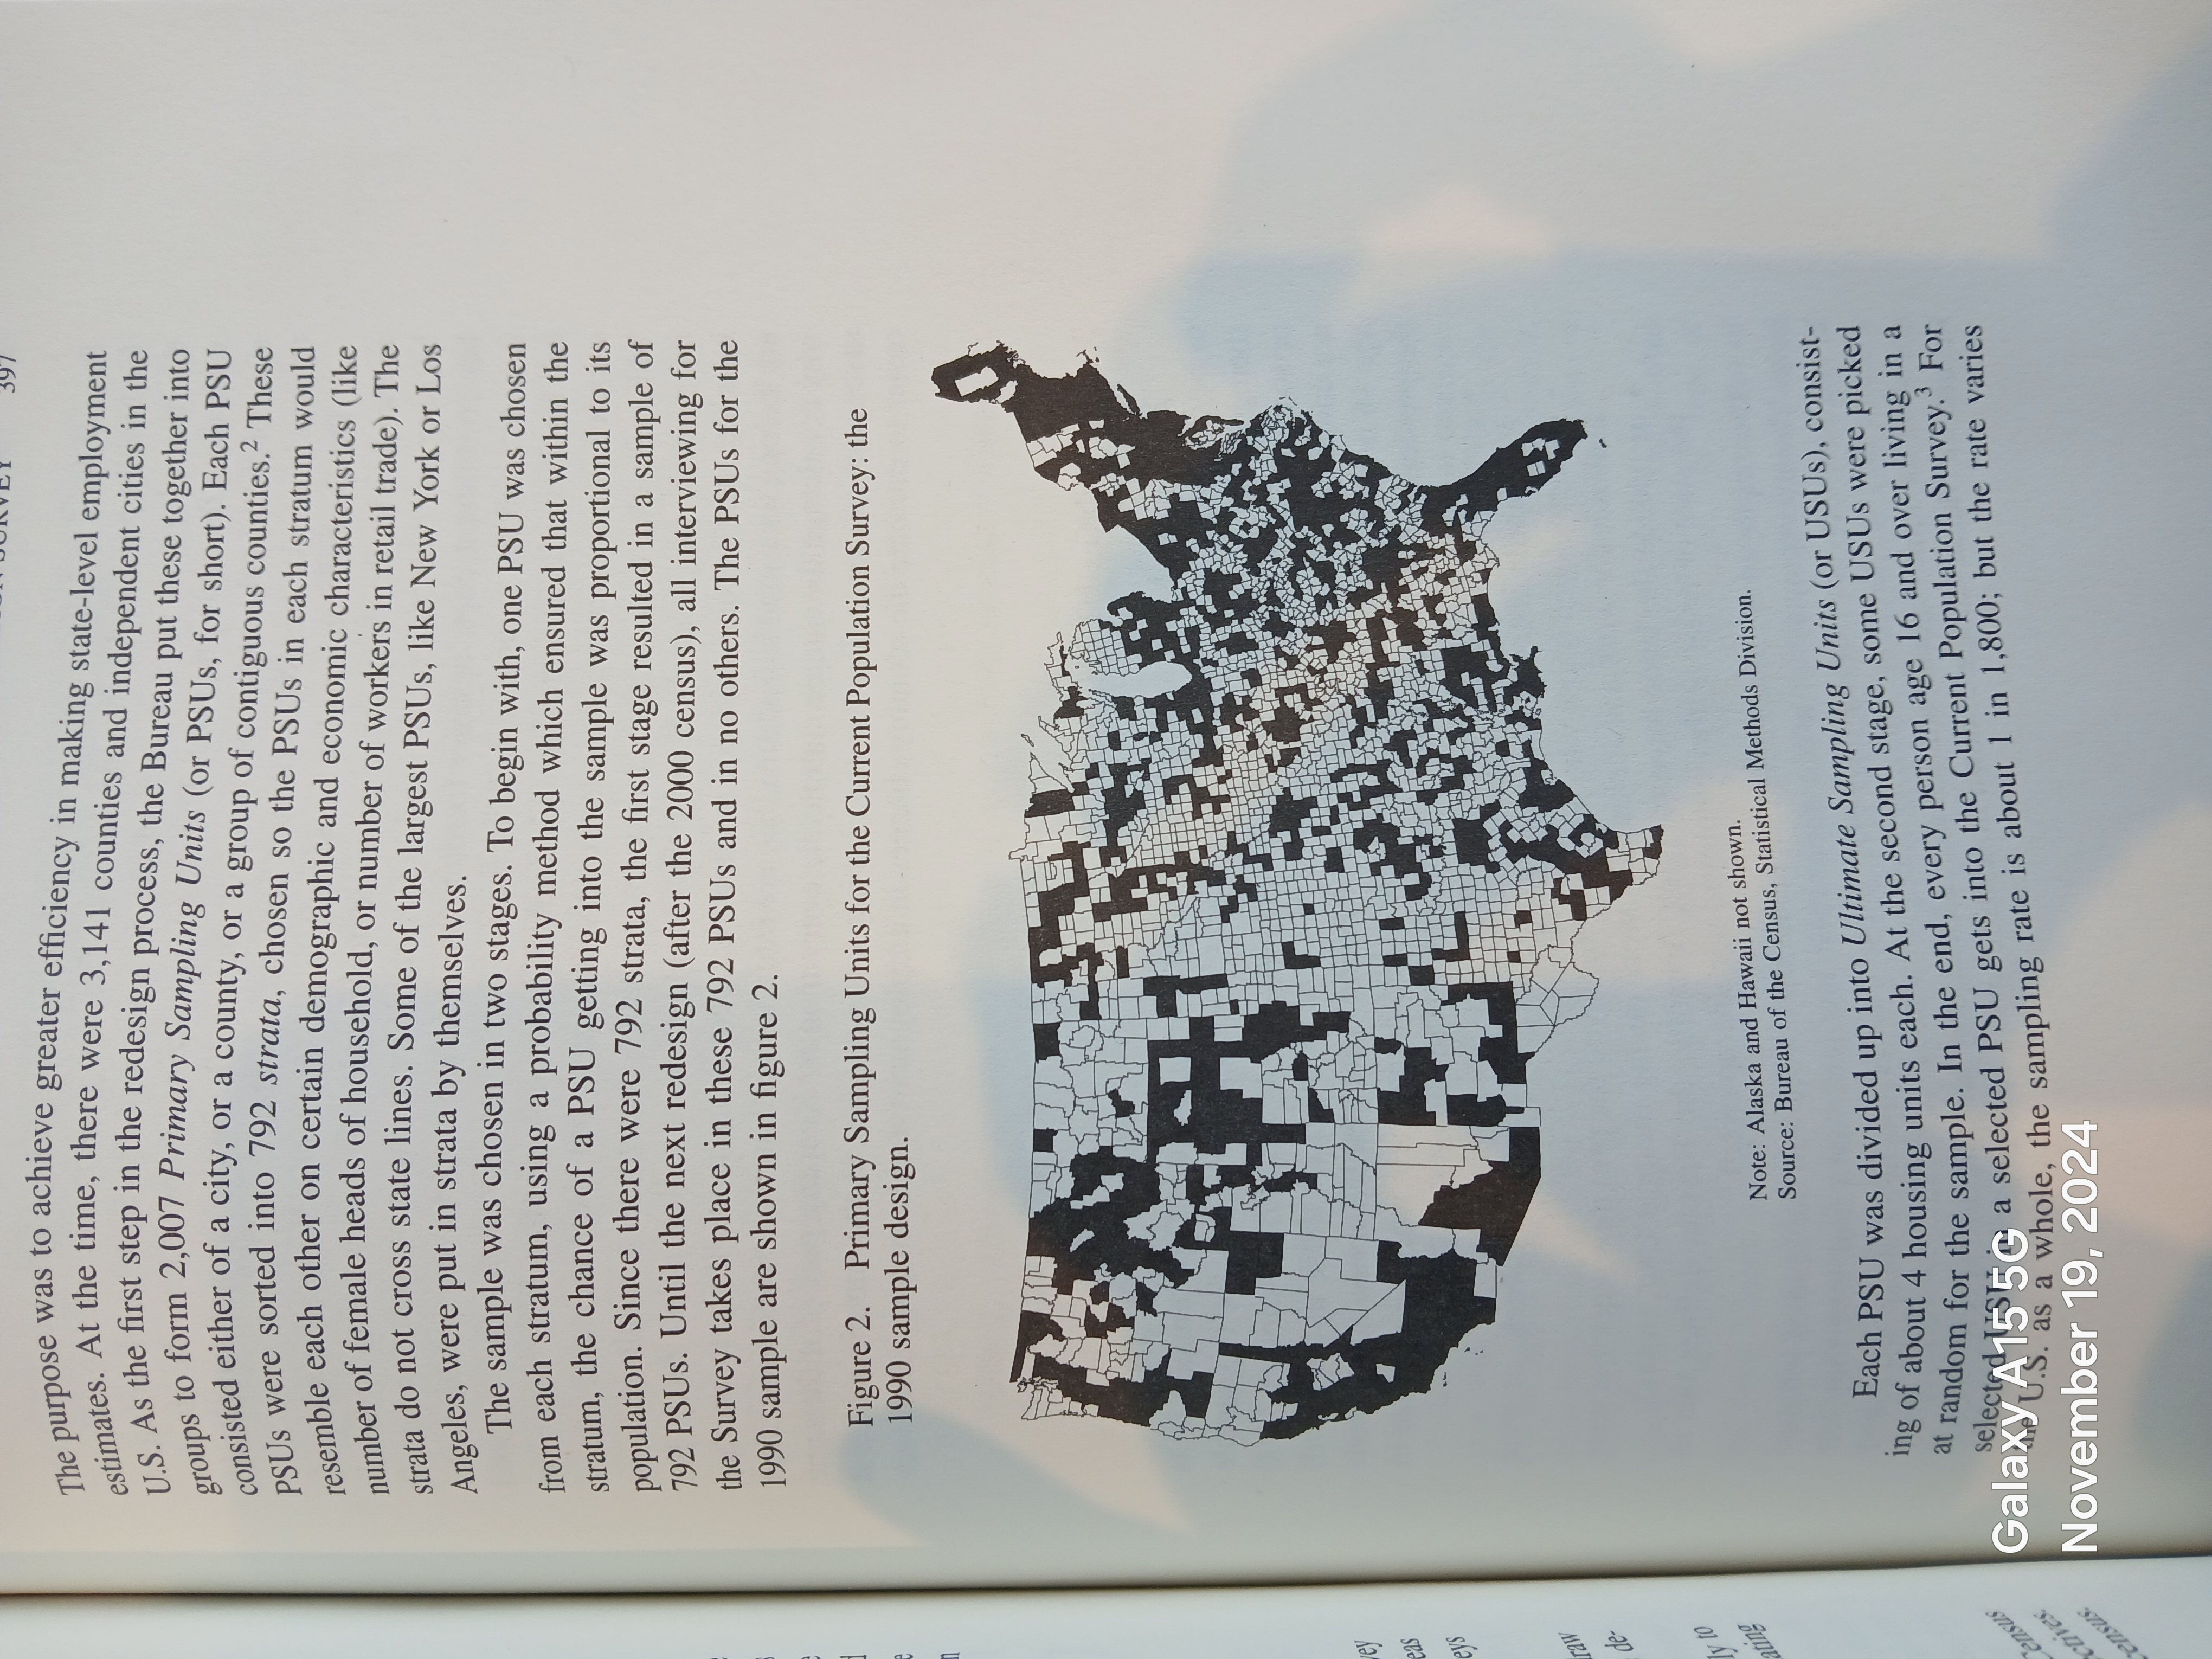 SURVEY 397
The purpose was to achieve greater efficiency in making state-level employment
estimates. At the time, there were 3,141 counties and independent cities in the
U.S. As the first step in the redesign process, the Bureau put these together into
groups to form 2,007 Primary Sampling Units (or PSUs, for short). Each PSU
consisted either of a city, or a county, or a group of contiguous counties.² These
PSUs were sorted into 792 strata, chosen so the PSUs in each stratum would
resemble each other on certain demographic and economic characteristics (like
number of female heads of household, or number of workers in retail trade). The
strata do not cross state lines. Some of the largest PSUs, like New York or Los
Angeles, were put in strata by themselves.
The sample was chosen in two stages. To begin with, one PSU was chosen
from each stratum, using a probability method which ensured that within the
stratum, the chance of a PSU getting into the sample was proportional to its
population. Since there were 792 strata, the first stage resulted in a sample of
792 PSUs. Until the next redesign (after the 2000 census), all interviewing for
the Survey takes place in these 792 PSUs and in no others. The PSUs for the
1990 sample are shown in figure 2.
Figure 2. Primary Sampling Units for the Current Population Survey: the
1990 sample design.
Note: Alaska and Hawaii not shown.
Source: Bureau of the Census, Statistical Methods Division.
Each PSU was divided up into Ultimate Sampling Units (or USUs), consist-
ing of about 4 housing units each. At the second stage, some USUs were picked
at random for the sample. In the end, every person age 16 and over living in a
selected USU in a selected PSU gets into the Current Population Survey.³ For
the U.S. as a whole, the sampling rate is about 1 in 1,800; but the rate varies
Galaxy A15 5G
November 19, 2024